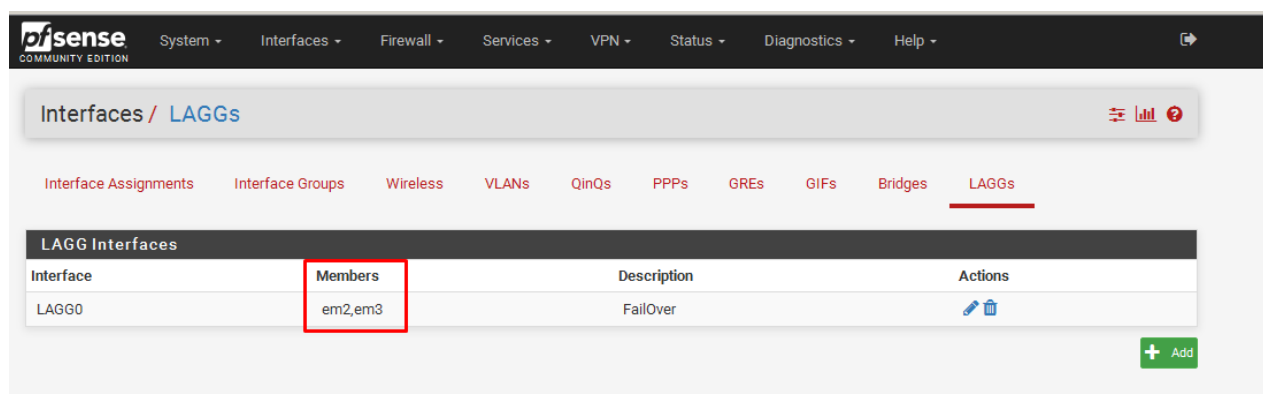 pfsense System Interfaces Firewall Services VPN Status Diagnostics Help
COMMUNITY EDITION
Interfaces / LAGGs
Interface Assignments Interface Groups Wireless VLANs QinQs PPPs GREs GIFs Bridges LAGGs
LAGG Interfaces
Interface Members Description Actions
LAGG0 em2,em3 FailOver
+ Add